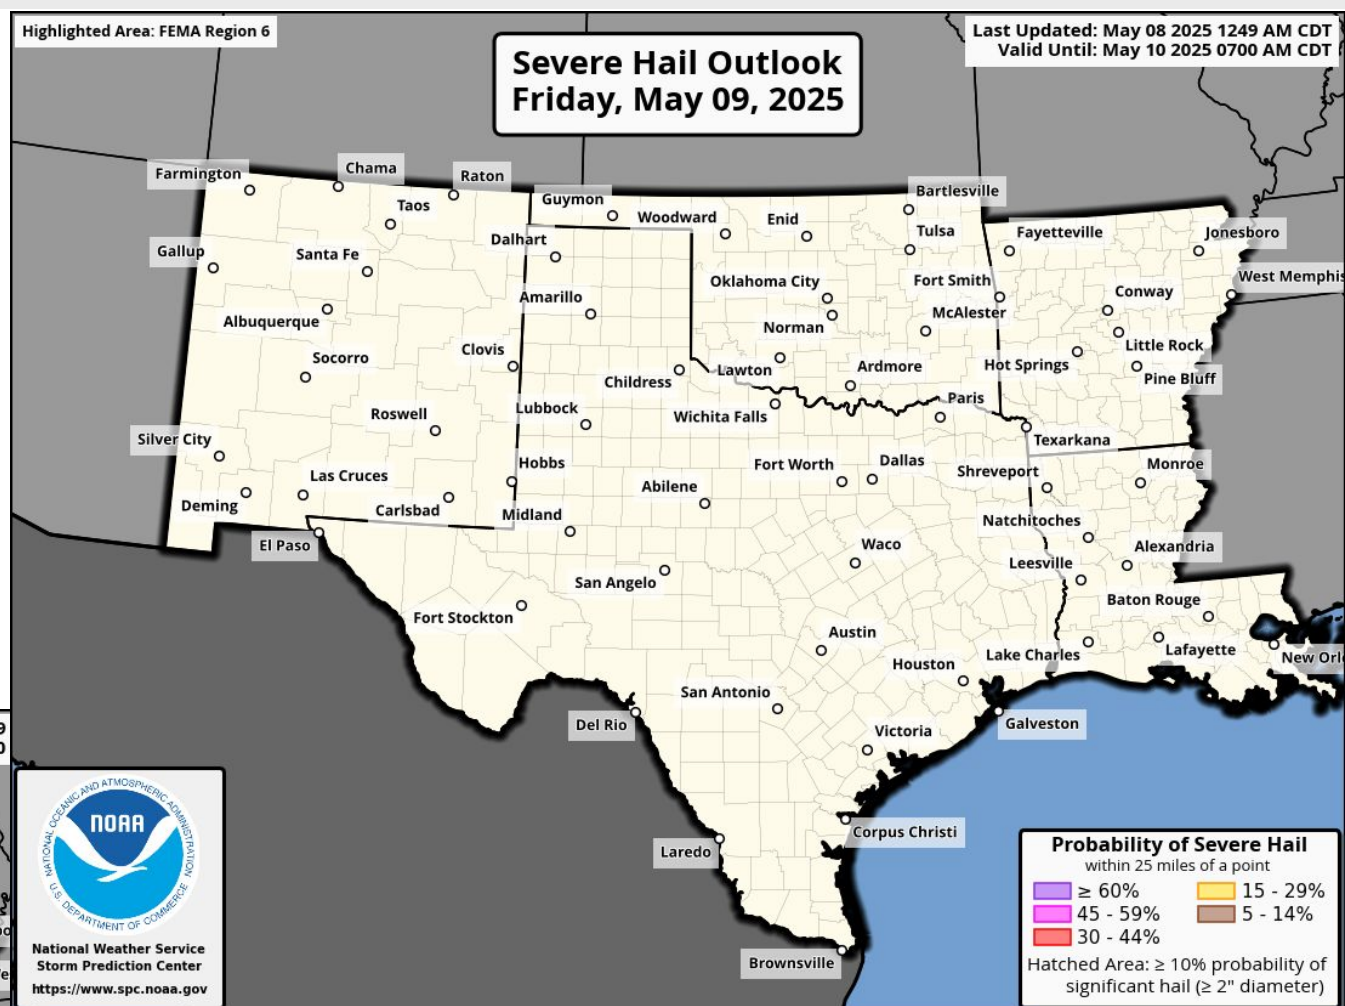 Highlighted Area: FEMA Region 6
Severe Hail Outlook
Friday, May 09, 2025
Last Updated: May 08 2025 1249 AM CDT
Valid Until: May 10 2025 0700 AM CDT
Farmington
Chama
Raton
Guymon
Bartlesville
Taos
Woodward
Enid
Tulsa
Fayetteville
Jonesboro
Gallup
Santa Fe
Dalhart
Oklahoma City
Fort Smith
West Memphis
Amarillo
Conway
Albuquerque
Norman
McAlester
Little Rock
Socorro
Clovis
Childress
Lawton
Ardmore
Hot Springs
Pine Bluff
Roswell
Lubbock
Wichita Falls
Paris
Silver City
Texarkana
Las Cruces
Hobbs
Fort Worth
Dallas
Shreveport
Monroe
Deming
Carlsbad
Midland
Abilene
Natchitoches
El Paso
Waco
Alexandria
San Angelo
Leesville
Fort Stockton
Baton Rouge
Austin
Lake Charles
Lafayette
Houston
San Antonio
Del Rio
Victoria
Galveston
Laredo
Corpus Christi
Brownsville
9
0
NATIONAL OCEANIC AND ATMOSPHERIC ADMINISTRATION
NOAA
U.S. DEPARTMENT OF COMMERCE
National Weather Service
Storm Prediction Center
https://www.spc.noaa.gov
Probability of Severe Hail
within 25 miles of a point
≥ 60% 15 - 29%
45 - 59% 5 - 14%
30 - 44%
Hatched Area: ≥ 10% probability of
significant hail (≥ 2" diameter)